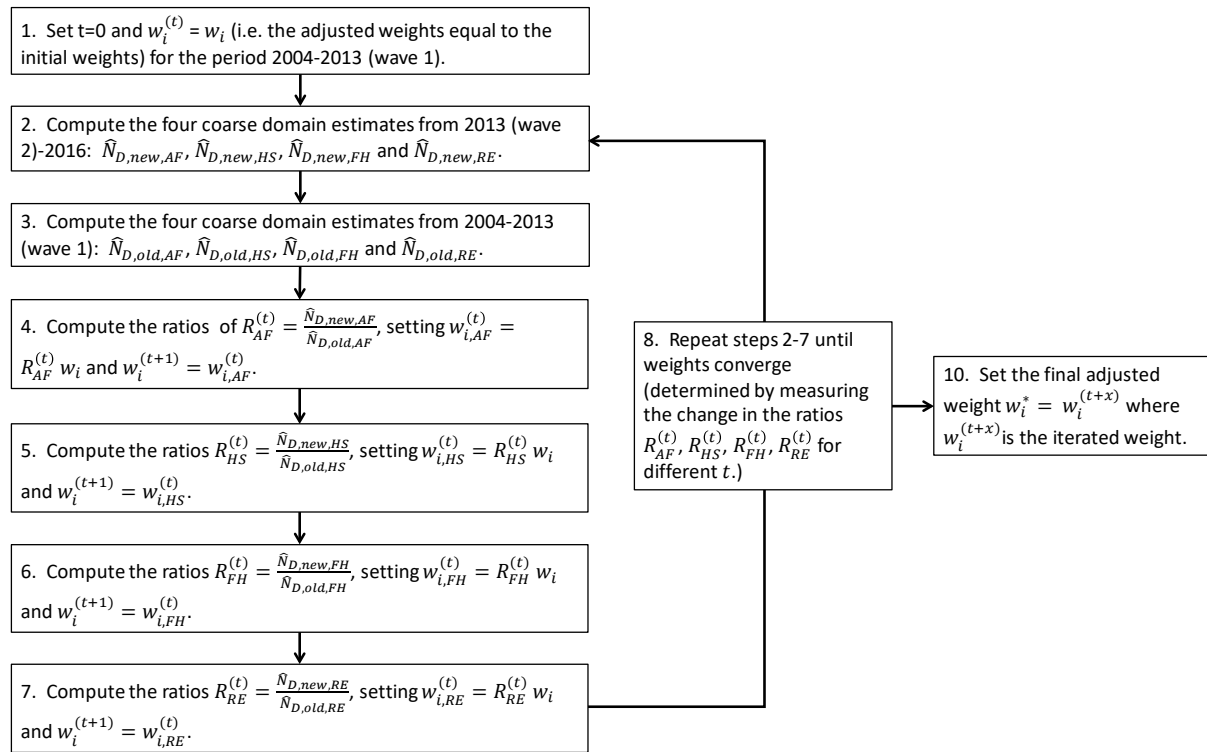 1. Set t=0 and w_i^(t) = w_i (i.e. the adjusted weights equal to the
initial weights) for the period 2004-2013 (wave 1).
2. Compute the four coarse domain estimates from 2013 (wave
2)-2016: N̂_D,new,AF, N̂_D,new,HS, N̂_D,new,FH and N̂_D,new,RE.
3. Compute the four coarse domain estimates from 2004-2013
(wave 1): N̂_D,old,AF, N̂_D,old,HS, N̂_D,old,FH and N̂_D,old,RE.
4. Compute the ratios of R_AF^(t) = N̂_D,new,AF / N̂_D,old,AF, setting w_i,AF^(t) =
R_AF^(t) w_i and w_i^(t+1) = w_i,AF^(t).
5. Compute the ratios R_HS^(t) = N̂_D,new,HS / N̂_D,old,HS, setting w_i,HS^(t) = R_HS^(t) w_i
and w_i^(t+1) = w_i,HS^(t).
6. Compute the ratios R_FH^(t) = N̂_D,new,FH / N̂_D,old,FH, setting w_i,FH^(t) = R_FH^(t) w_i
and w_i^(t+1) = w_i,FH^(t).
7. Compute the ratios R_RE^(t) = N̂_D,new,RE / N̂_D,old,RE, setting w_i,RE^(t) = R_RE^(t) w_i
and w_i^(t+1) = w_i,RE^(t).
8. Repeat steps 2-7 until
weights converge
(determined by measuring
the change in the ratios
R_AF^(t), R_HS^(t), R_FH^(t), R_RE^(t) for
different t.)
10. Set the final adjusted
weight w_i^* = w_i^(t+x) where
w_i^(t+x) is the iterated weight.